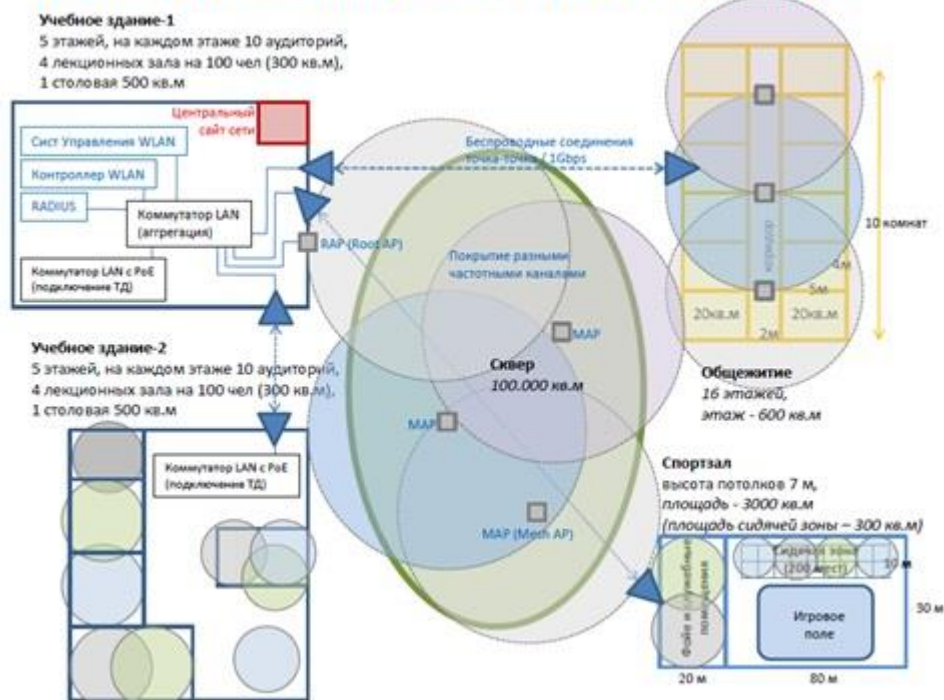 Учебное здание-1
5 этажей, на каждом этаже 10 аудиторий,
4 лекционных зала на 100 чел (300 кв.м),
1 столовая 500 кв.м
Центральный
сайт сети
Сист Управления WLAN
Контроллер WLAN
RADIUS
Коммутатор LAN
(аггрегация)
Коммутатор LAN с PoE
(подключение ТД)
RAP (Root AP)
Беспроводные соединения
точка-точка / 1Gbps
Покрытие разными
частотными каналами
MAP
Сквер
100.000 кв.м
MAP
MAP (Mesh AP)
коридор
10 комнат
4м
5м
20кв.м
20кв.м
2м
Общежитие
16 этажей,
этаж - 600 кв.м
Учебное здание-2
5 этажей, на каждом этаже 10 аудиторий,
4 лекционных зала на 100 чел (300 кв.м),
1 столовая 500 кв.м
Коммутатор LAN с PoE
(подключение ТД)
Спортзал
высота потолков 7 м,
площадь - 3000 кв.м
(площадь сидячей зоны – 300 кв.м)
Фойе и служебные
помещения
Сидячая зона
(200 мест)
10 м
Игровое
поле
30 м
20 м
80 м